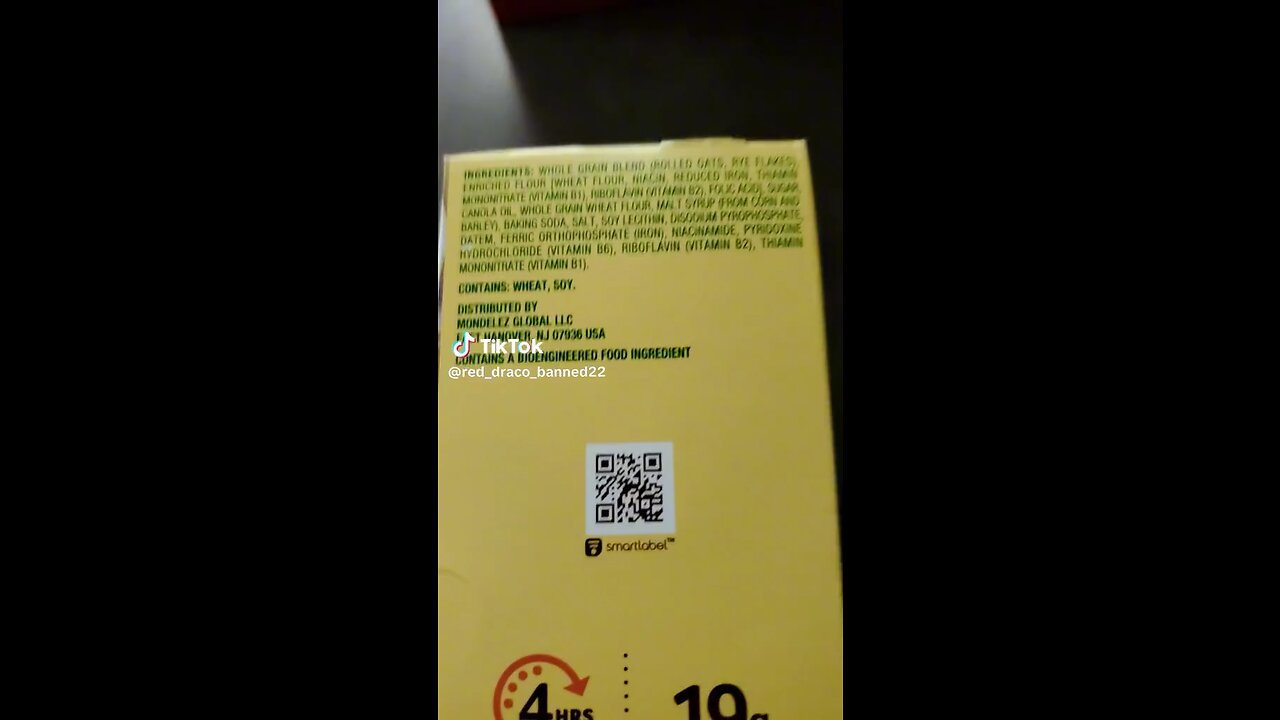 INGREDIENTS: WHOLE GRAIN BLEND (ROLLED OATS, RYE FLAKES),
ENRICHED FLOUR [WHEAT FLOUR, NIACIN, REDUCED IRON, THIAMIN
MONONITRATE (VITAMIN B1), RIBOFLAVIN (VITAMIN B2), FOLIC ACID], SUGAR,
CANOLA OIL, WHOLE GRAIN WHEAT FLOUR, MALT SYRUP (FROM CORN AND
BARLEY), BAKING SODA, SALT, SOY LECITHIN, DISODIUM PYROPHOSPHATE,
DATEM, FERRIC ORTHOPHOSPHATE (IRON), NIACINAMIDE, PYRIDOXINE
HYDROCHLORIDE (VITAMIN B6), RIBOFLAVIN (VITAMIN B2), THIAMIN
MONONITRATE (VITAMIN B1).
CONTAINS: WHEAT, SOY.
DISTRIBUTED BY
MONDELEZ GLOBAL LLC
EAST HANOVER, NJ 07936 USA
TikTok
CONTAINS A BIOENGINEERED FOOD INGREDIENT
@red_draco_banned22
smartlabel™
4 HRS
19g